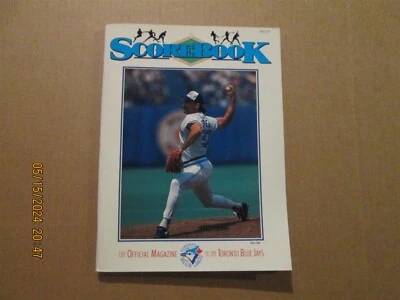 SCOREBOOK
THE OFFICIAL MAGAZINE OF THE TORONTO BLUE JAYS
05/15/2024 20:47